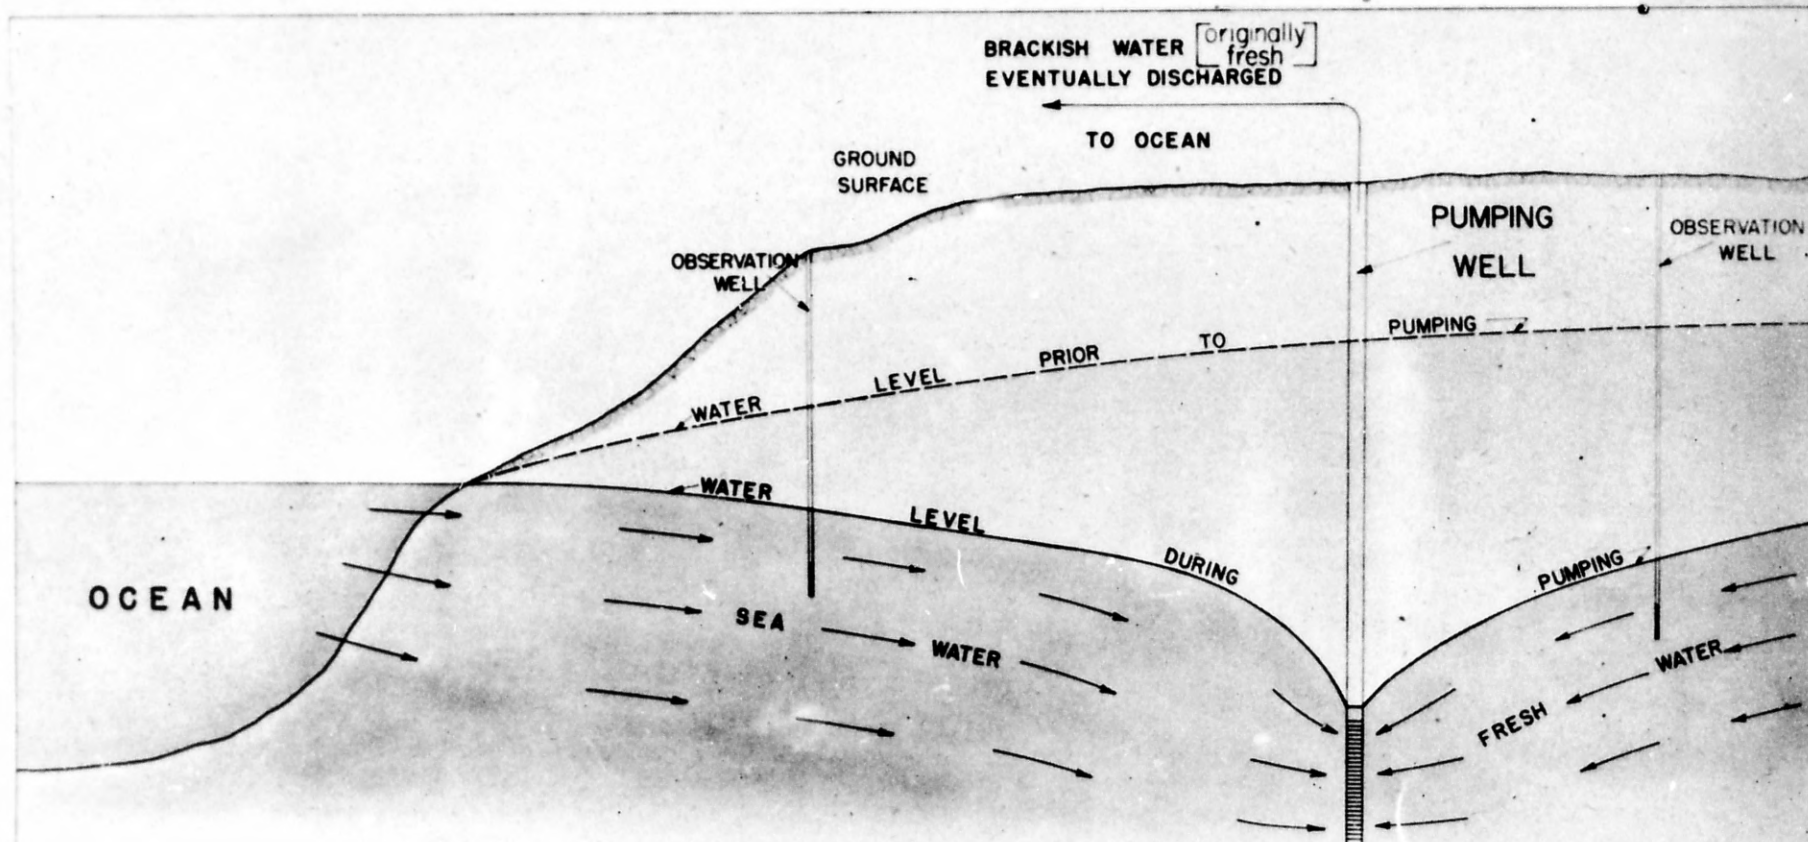 BRACKISH WATER [originally fresh]
EVENTUALLY DISCHARGED
TO OCEAN
GROUND
SURFACE
PUMPING
WELL
OBSERVATION
WELL
OBSERVATION
WELL
WATER LEVEL PRIOR TO PUMPING
WATER LEVEL DURING PUMPING
OCEAN
SEA WATER
FRESH WATER